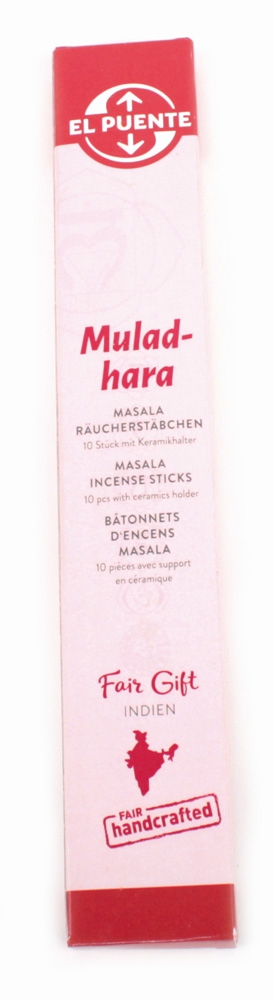 EL PUENTE
Mulad-
hara
MASALA
RÄUCHERSTÄBCHEN
10 Stück mit Keramikhalter
MASALA
INCENSE STICKS
10 pcs with ceramics holder
BÂTONNETS
D'ENCENS
MASALA
10 pièces avec support
en céramique
Fair Gift
INDIEN
FAIR
handcrafted